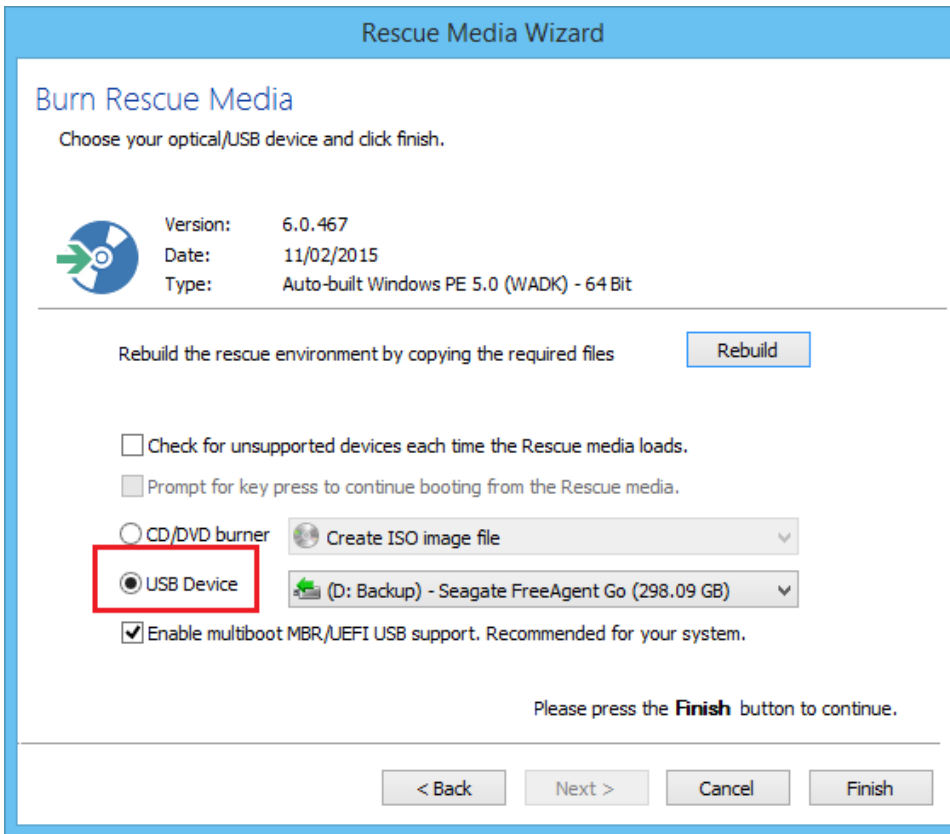 Rescue Media Wizard
Burn Rescue Media
Choose your optical/USB device and click finish.
Version: 6.0.467
Date: 11/02/2015
Type: Auto-built Windows PE 5.0 (WADK) - 64 Bit
Rebuild the rescue environment by copying the required files Rebuild
Check for unsupported devices each time the Rescue media loads.
Prompt for key press to continue booting from the Rescue media.
CD/DVD burner Create ISO image file
USB Device (D: Backup) - Seagate FreeAgent Go (298.09 GB)
Enable multiboot MBR/UEFI USB support. Recommended for your system.
Please press the Finish button to continue.
< Back Next > Cancel Finish